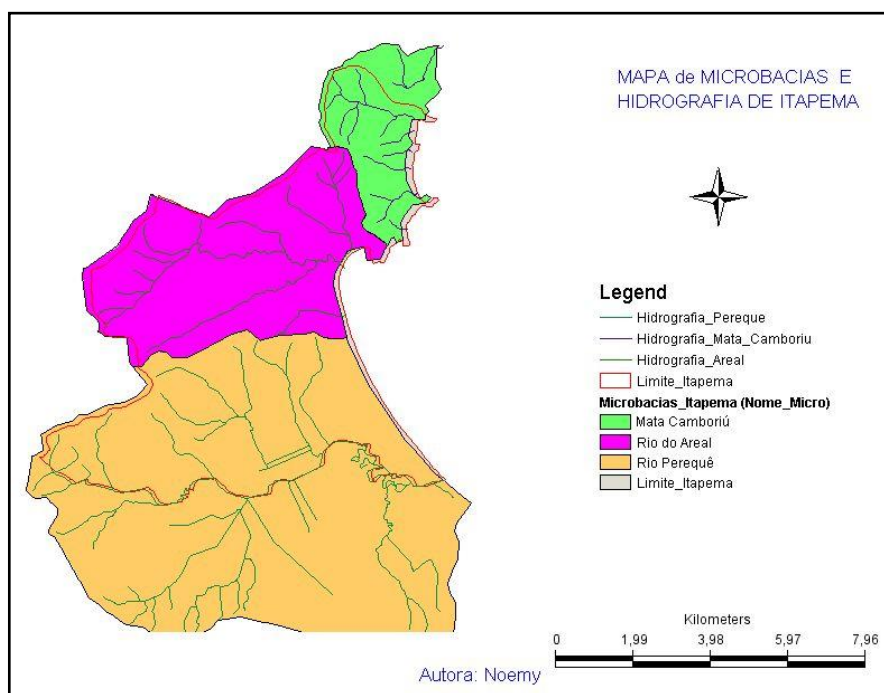 MAPA de MICROBACIAS E
HIDROGRAFIA DE ITAPEMA
Legend
Hidrografia_Pereque
Hidrografia_Mata_Camboriu
Hidrografia_Areal
Limite_Itapema
Microbacias_Itapema (Nome_Micro)
Mata Camboriú
Rio do Areal
Rio Perequê
Limite_Itapema
Kilometers
0 1,99 3,98 5,97 7,96
Autora: Noemy